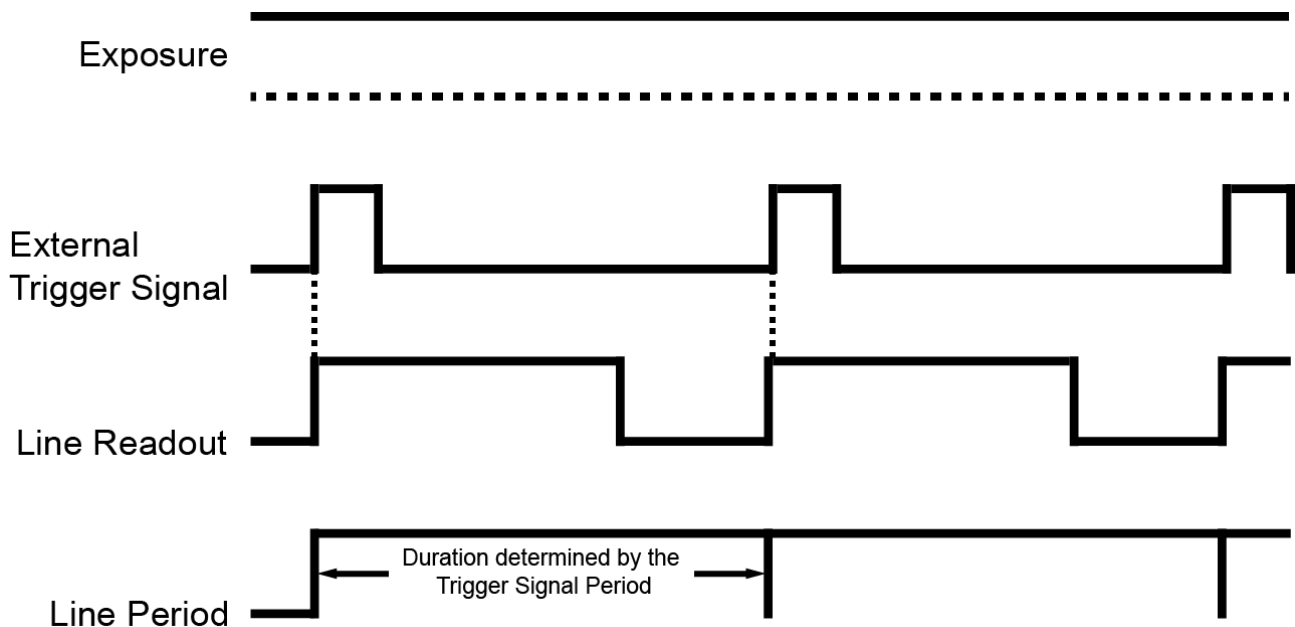 Exposure
External
Trigger Signal
Line Readout
Duration determined by the
Trigger Signal Period
Line Period